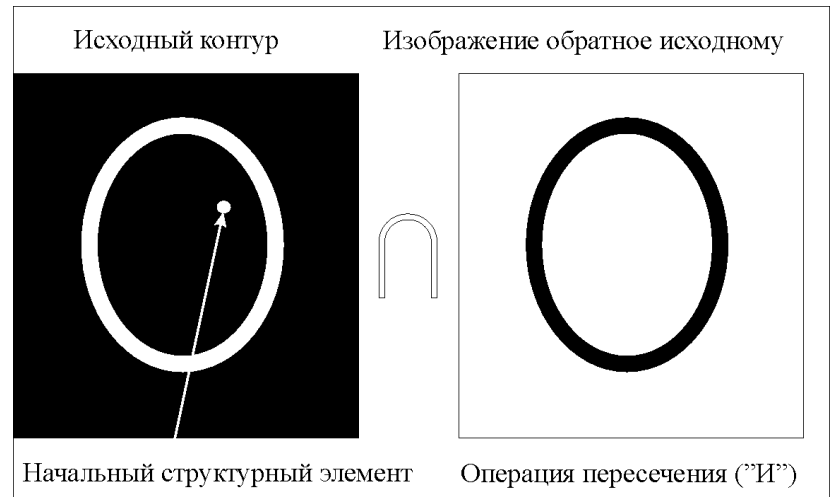 Исходный контур
Изображение обратное исходному
Начальный структурный элемент
Операция пересечения (”И”)